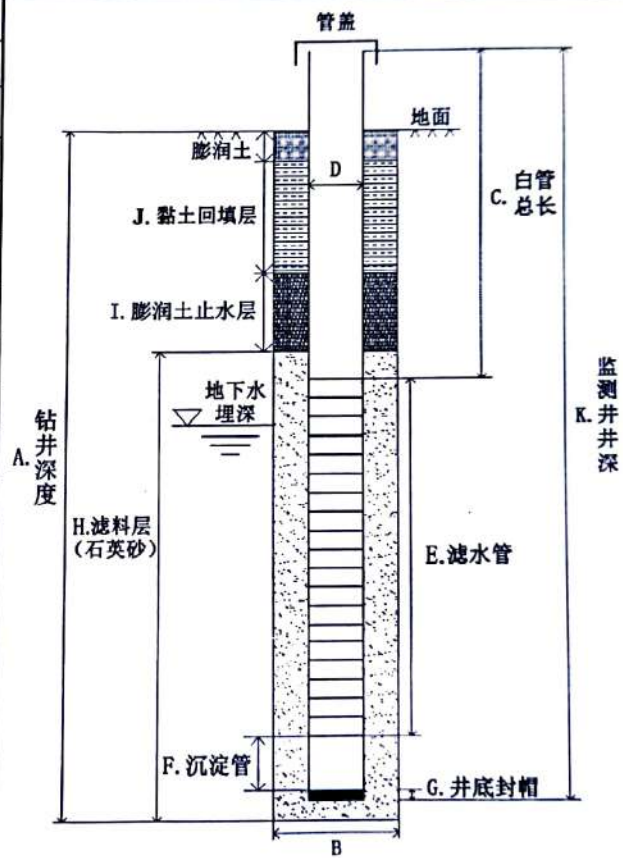 管盖
地面
膨润土
D
C.白管
总长
J.黏土回填层
I.膨润土止水层
地下水
埋深
A.钻井深度
K.监测井井深
H.滤料层
(石英砂)
E.滤水管
F.沉淀管
G.井底封帽
B